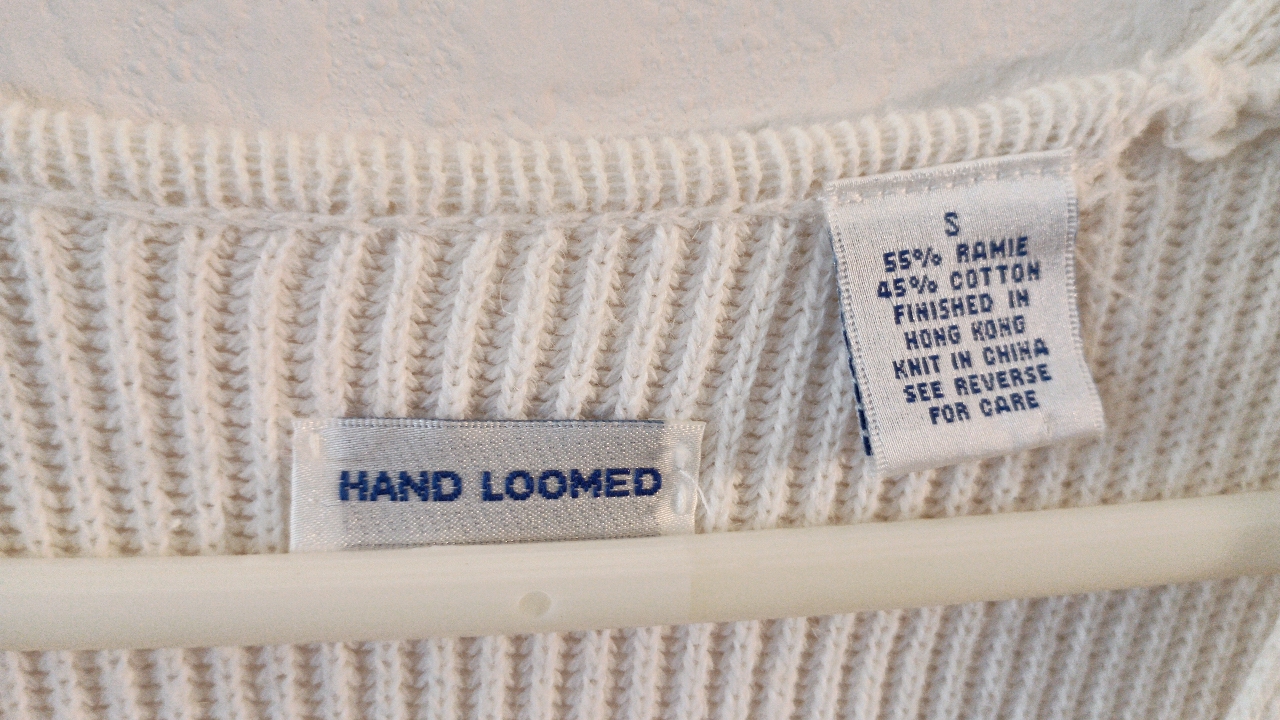 HAND LOOMED
S
55% RAMIE
45% COTTON
FINISHED IN
HONG KONG
KNIT IN CHINA
SEE REVERSE
FOR CARE